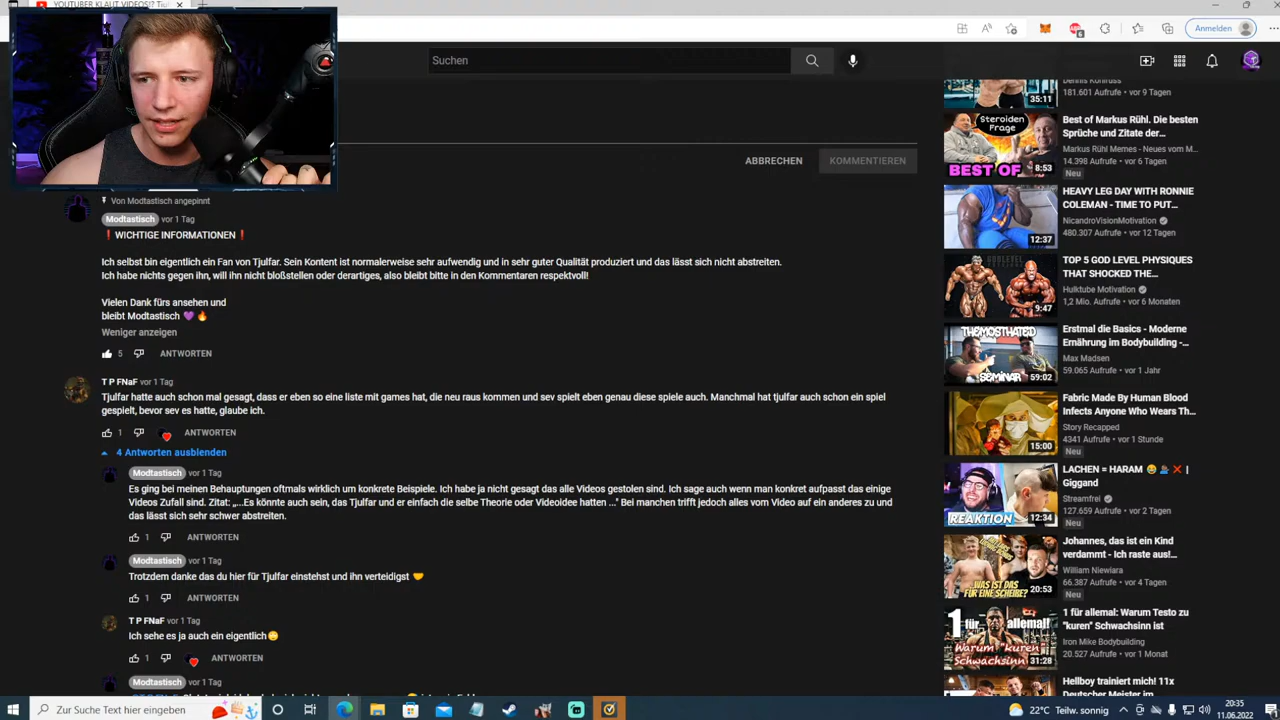 YOUTUBER KLAUT VIDEOS!?
Anmelden
Suchen
ABBRECHEN
KOMMENTIEREN
Von Modtastisch angepinnt
Modtastisch vor 1 Tag
❗ WICHTIGE INFORMATIONEN ❗
Ich selbst bin eigentlich ein Fan von Tjulfar. Sein Kontent ist normalerweise sehr aufwendig und in sehr guter Qualität produziert und das lässt sich nicht abstreiten.
Ich habe nichts gegen ihn, will ihn nicht bloßstellen oder derartiges, also bleibt bitte in den Kommentaren respektvoll!
Vielen Dank fürs ansehen und
bleibt Modtastisch 💜 🔥
Weniger anzeigen
5 ANTWORTEN
T P FNaF vor 1 Tag
Tjulfar hatte auch schon mal gesagt, dass er eben so eine liste mit games hat, die neu raus kommen und sev spielt eben genau diese spiele auch. Manchmal hat Tjulfar auch schon ein spiel
gespielt, bevor sev es hatte, glaube ich.
1 ANTWORTEN
4 Antworten ausblenden
Modtastisch vor 1 Tag
Es ging bei meinen Behauptungen oftmals wirklich um konkrete Beispiele. Ich habe ja nicht gesagt das alle Videos gestolen sind. Ich sage auch wenn man konkret aufpasst das einige
Videos Zufall sind. Zitat: „...Es könnte auch sein, das Tjulfar und er einfach die selbe Theorie oder Videoidee hatten ..." Bei manchen trifft jedoch alles vom Video auf ein anderes zu und
das lässt sich sehr schwer abstreiten.
1 ANTWORTEN
Modtastisch vor 1 Tag
Trotzdem danke das du hier für Tjulfar einstehst und ihn verteidigst 🤝
1 ANTWORTEN
T P FNaF vor 1 Tag
Ich sehe es ja auch ein eigentlich🙄
1 ANTWORTEN
Modtastisch vor 1 Tag
35:11
181.601 Aufrufe • vor 9 Tagen
Steroiden
Frage
BEST OF
8:53
Best of Markus Rühl. Die besten
Sprüche und Zitate der...
Markus Rühl Memes - Neues vom M...
14.398 Aufrufe • vor 6 Tagen
12:37
HEAVY LEG DAY WITH RONNIE
COLEMAN - TIME TO PUT...
NicandroVisionMotivation
480.307 Aufrufe • vor 12 Tagen
9:47
TOP 5 GOD LEVEL PHYSIQUES
THAT SHOCKED THE...
Hulktube Motivation
1,2 Mio. Aufrufe • vor 6 Monaten
THEMOSTHATED
SEMINAR
59:02
Erstmal die Basics - Moderne
Ernährung im Bodybuilding -...
Max Madsen
59.065 Aufrufe • vor 1 Jahr
15:00
Fabric Made By Human Blood
Infects Anyone Who Wears Th...
Story Recapped
4341 Aufrufe • vor 1 Stunde
Neu
REAKTION
12:34
LACHEN = HARAM 😂 ❌ |
Giggand
Streamfrei
127.659 Aufrufe • vor 2 Tagen
Neu
WAS IST DAS
FÜR EINE SCHEIRE?
20:53
Johannes, das ist ein Kind
verdammt - Ich raste aus!...
William Niewiara
66.387 Aufrufe • vor 4 Tagen
Neu
1 für allemal!
Warum "kuren"
Schwachsinn
31:28
1 für allemal: Warum Testo zu
"kuren" Schwachsinn ist
Iron Mike Bodybuilding
20.527 Aufrufe • vor 1 Monat
Hellboy trainiert mich! 11x
Deutscher Meister im
Zur Suche Text hier eingeben
22°C Teilw. sonnig
20:35
11.06.2022